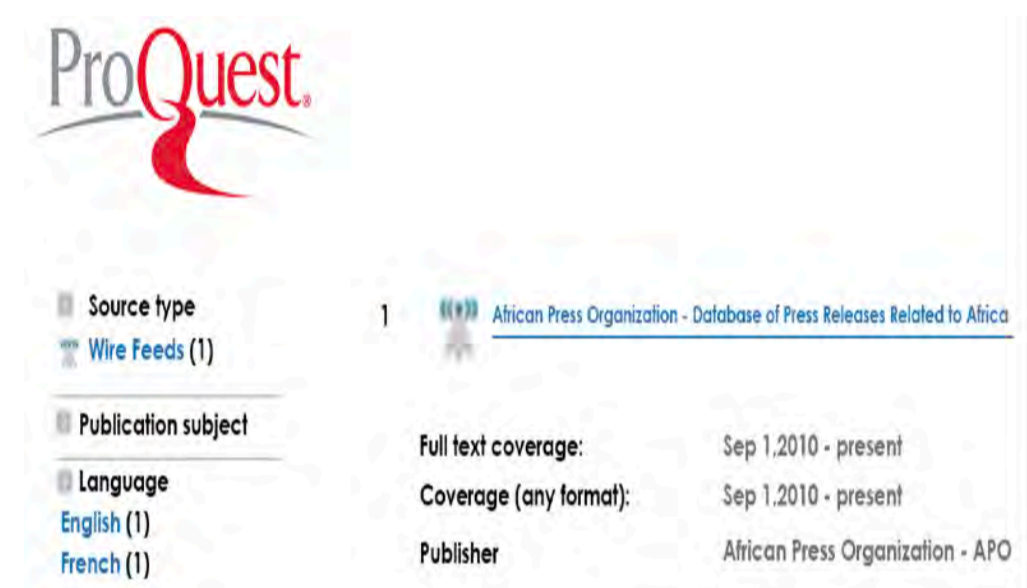 ProQuest®
Source type
Wire Feeds (1)
Publication subject
Language
English (1)
French (1)
1 African Press Organization - Database of Press Releases Related to Africa
Full text coverage: Sep 1,2010 - present
Coverage (any format): Sep 1,2010 - present
Publisher African Press Organization - APO